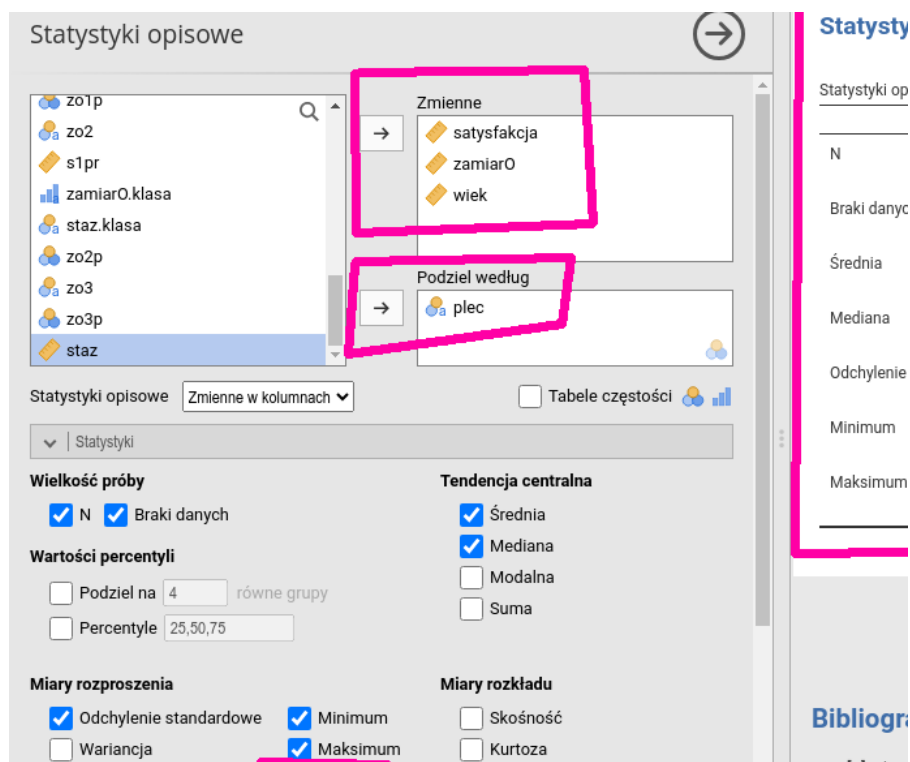 Statystyki opisowe
zo1p
zo2
s1pr
zamiarO.klasa
staz.klasa
zo2p
zo3
zo3p
staz
Zmienne
satysfakcja
zamiarO
wiek
Podziel według
plec
Statystyki opisowe Zmienne w kolumnach
Tabele częstości
Statystyki
Wielkość próby
N Braki danych
Wartości percentyli
Podziel na 4 równe grupy
Percentyle 25,50,75
Tendencja centralna
Średnia
Mediana
Modalna
Suma
Miary rozproszenia
Odchylenie standardowe Minimum
Wariancja Maksimum
Miary rozkładu
Skośność
Kurtoza
Statysty
Statystyki op
N
Braki danyc
Średnia
Mediana
Odchylenie
Minimum
Maksimum
Bibliogra